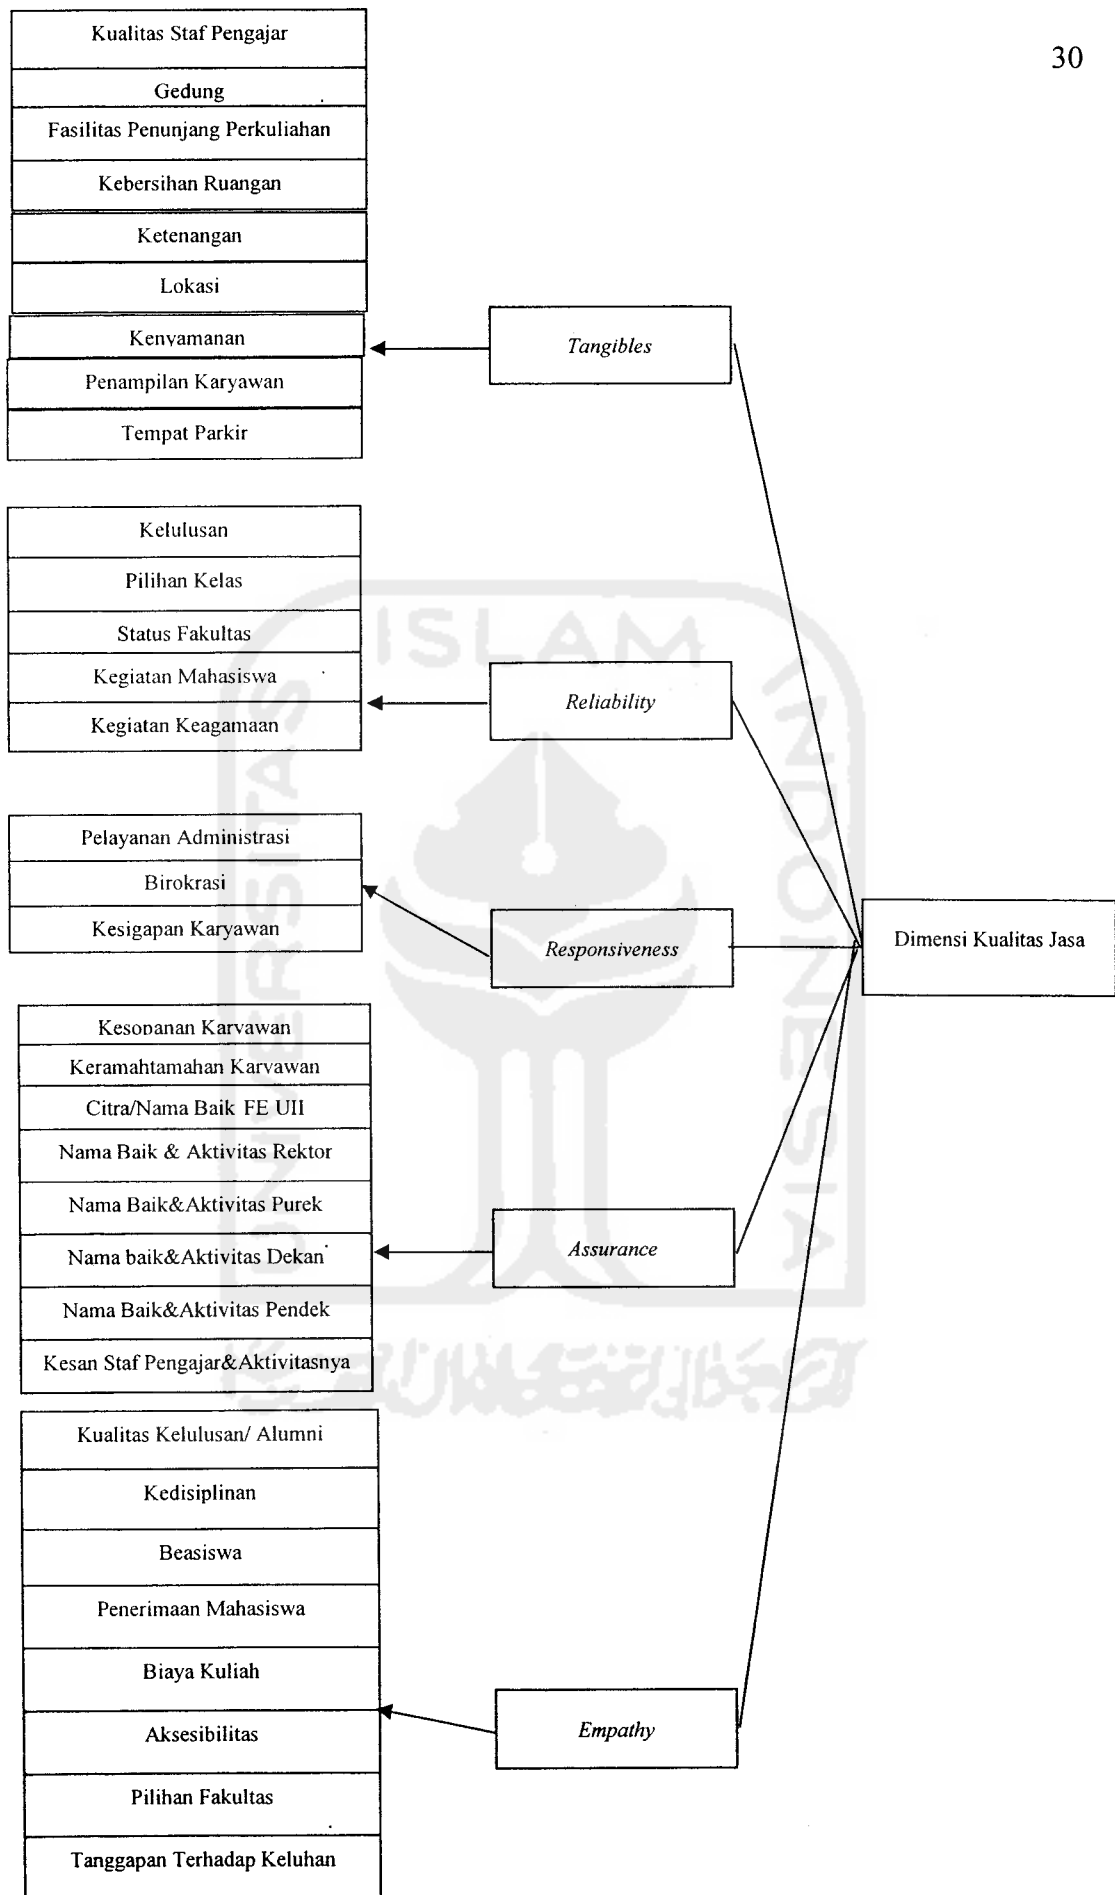 30
Kualitas Staf Pengajar
Gedung
Fasilitas Penunjang Perkuliahan
Kebersihan Ruangan
Ketenangan
Lokasi
Kenyamanan
Penampilan Karyawan
Tempat Parkir
Tangibles
Kelulusan
Pilihan Kelas
Status Fakultas
Kegiatan Mahasiswa
Kegiatan Keagamaan
Reliability
Pelayanan Administrasi
Birokrasi
Kesigapan Karyawan
Responsiveness
Dimensi Kualitas Jasa
Kesopanan Karyawan
Keramahtamahan Karyawan
Citra/Nama Baik FE UII
Nama Baik & Aktivitas Rektor
Nama Baik&Aktivitas Purek
Nama baik&Aktivitas Dekan
Nama Baik&Aktivitas Pendek
Kesan Staf Pengajar&Aktivitasnya
Assurance
Kualitas Kelulusan/ Alumni
Kedisiplinan
Beasiswa
Penerimaan Mahasiswa
Biaya Kuliah
Aksesibilitas
Pilihan Fakultas
Tanggapan Terhadap Keluhan
Empathy
UNIVERSITAS
ISLAM
INDONESIA